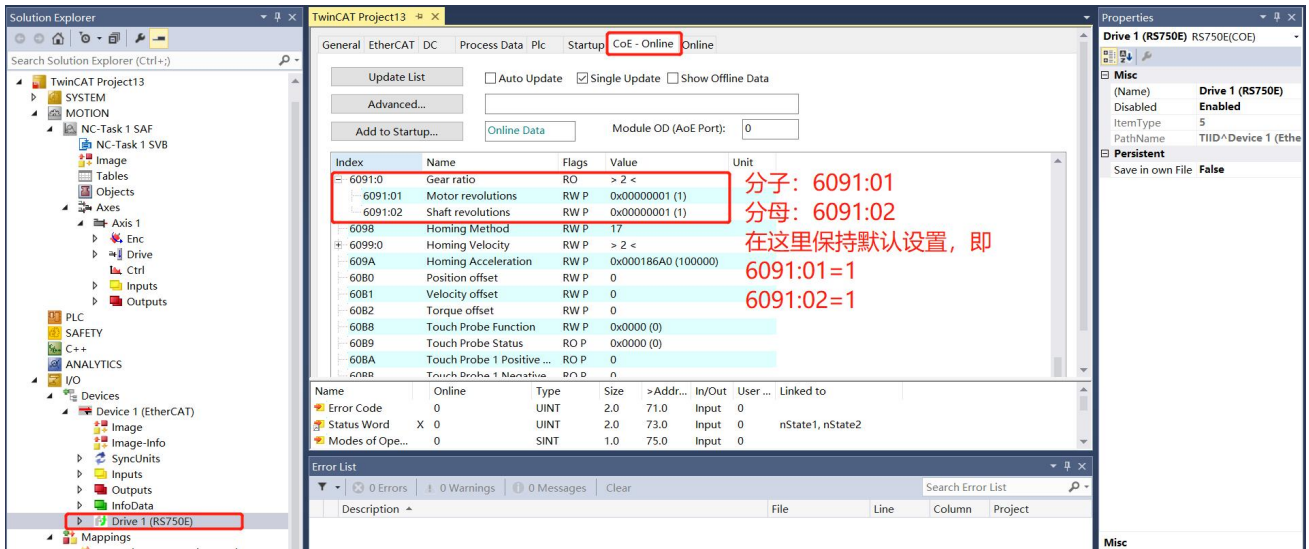 Solution Explorer
Search Solution Explorer (Ctrl+;)
TwinCAT Project13
SYSTEM
MOTION
NC-Task 1 SAF
NC-Task 1 SVB
Image
Tables
Objects
Axes
Axis 1
Enc
Drive
Ctrl
Inputs
Outputs
PLC
SAFETY
C++
ANALYTICS
I/O
Devices
Device 1 (EtherCAT)
Image
Image-Info
SyncUnits
Inputs
Outputs
InfoData
Drive 1 (RS750E)
Mappings
TwinCAT Project13
General EtherCAT DC Process Data Plc Startup CoE - Online Online
Update List Auto Update Single Update Show Offline Data
Advanced...
Add to Startup... Online Data Module OD (AoE Port): 0
Index Name Flags Value Unit
6091:0 Gear ratio RO > 2 <
6091:01 Motor revolutions RW P 0x00000001 (1)
6091:02 Shaft revolutions RW P 0x00000001 (1)
6098 Homing Method RW P 17
6099:0 Homing Velocity RW P > 2 <
609A Homing Acceleration RW P 0x000186A0 (100000)
60B0 Position offset RW P 0
60B1 Velocity offset RW P 0
60B2 Torque offset RW P 0
60B8 Touch Probe Function RW P 0x0000 (0)
60B9 Touch Probe Status RO P 0x0000 (0)
60BA Touch Probe 1 Positive ... RO P 0
60BB Touch Probe 1 Negative RO P 0
分子：6091:01
分母：6091:02
在这里保持默认设置，即
6091:01=1
6091:02=1
Name Online Type Size >Addr... In/Out User ... Linked to
Error Code 0 UINT 2.0 71.0 Input 0
Status Word X 0 UINT 2.0 73.0 Input 0 nState1, nState2
Modes of Ope... 0 SINT 1.0 75.0 Input 0
Error List
0 Errors 0 Warnings 0 Messages Clear Search Error List
Description File Line Column Project
Properties
Drive 1 (RS750E) RS750E(COE)
Misc
(Name) Drive 1 (RS750E)
Disabled Enabled
ItemType 5
PathName TIID^Device 1 (Ethe
Persistent
Save in own File False
Misc